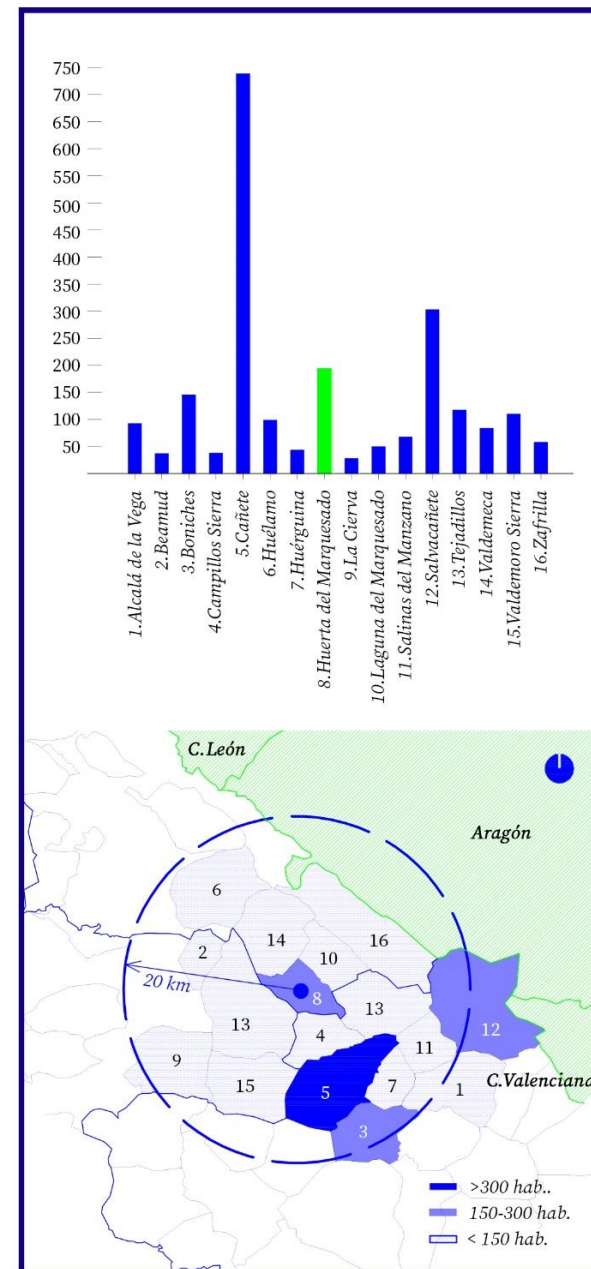 750
700
650
600
550
500
450
400
350
300
250
200
150
100
50
1.Alcalá de la Vega
2.Beamud
3.Boniches
4.Campillos Sierra
5.Cañete
6.Huélamo
7.Huérguina
8.Huerta del Marquesado
9.La Cierva
10.Laguna del Marquesado
11.Salinas del Manzano
12.Salvacañete
13.Tejadillos
14.Valdemeca
15.Valdemoro Sierra
16.Zafrilla
C.León
Aragón
6
14
16
2
10
20 km
8
13
13
12
4
11
9
15
5
7
1
C.Valenciana
3
>300 hab..
150-300 hab.
< 150 hab.